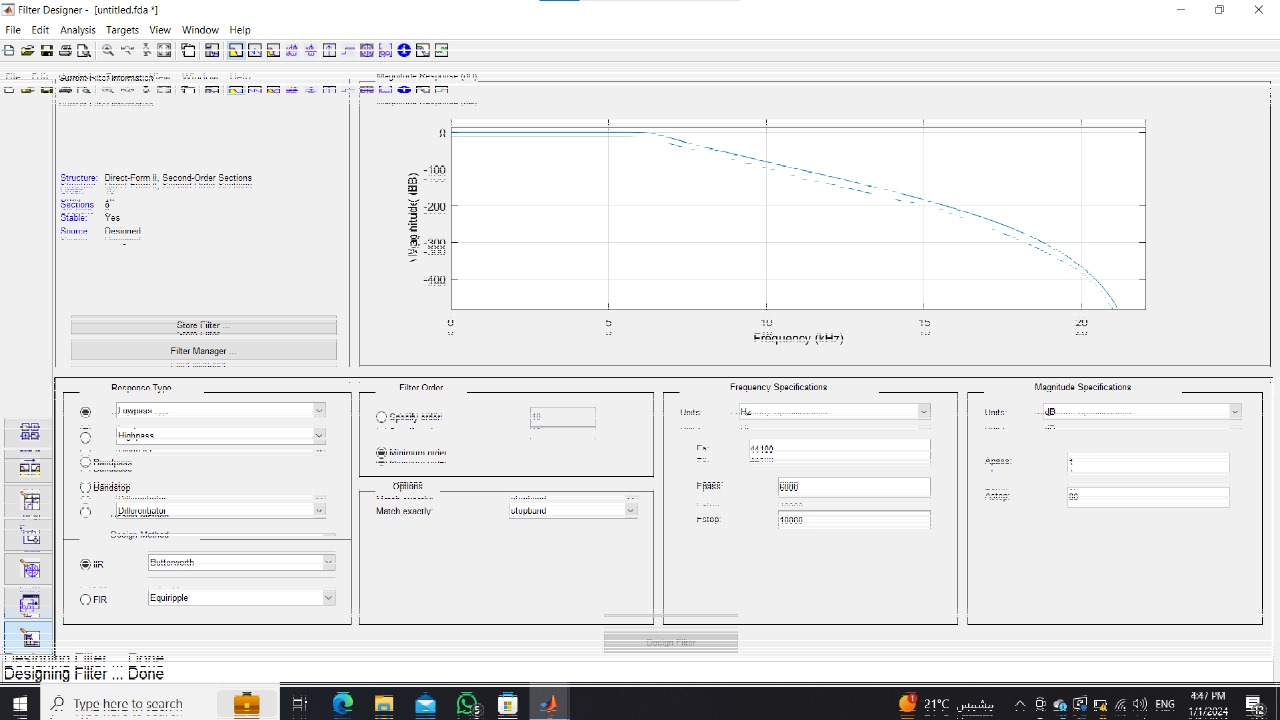 Filter Designer - [untitled.fda *]
File Edit Analysis Targets View Window Help
Current Filter Information
Magnitude Response (dB)
Structure: Direct-Form II, Second-Order Sections
Sections
Stable: Yes
Source: Designed
Store Filter ...
Filter Manager ...
Magnitude (dB)
0
-100
-200
-300
-400
0 5 10 15 20
Frequency (kHz)
Response Type
Lowpass
Highpass
Bandpass
Bandstop
Differentiator
Design Method
IIR Butterworth
FIR Equiripple
Filter Order
Specify order: 10
Minimum order
Options
Match exactly: stopband
Frequency Specifications
Units: Hz
Fs: 44100
Fpass:
Fstop: 10000
Magnitude Specifications
Units: dB
Apass: 1
Astop: 80
Design Filter
Designing Filter ... Done
Type here to search
21°C مشمس
ENG
4:47 PM
1/1/2024